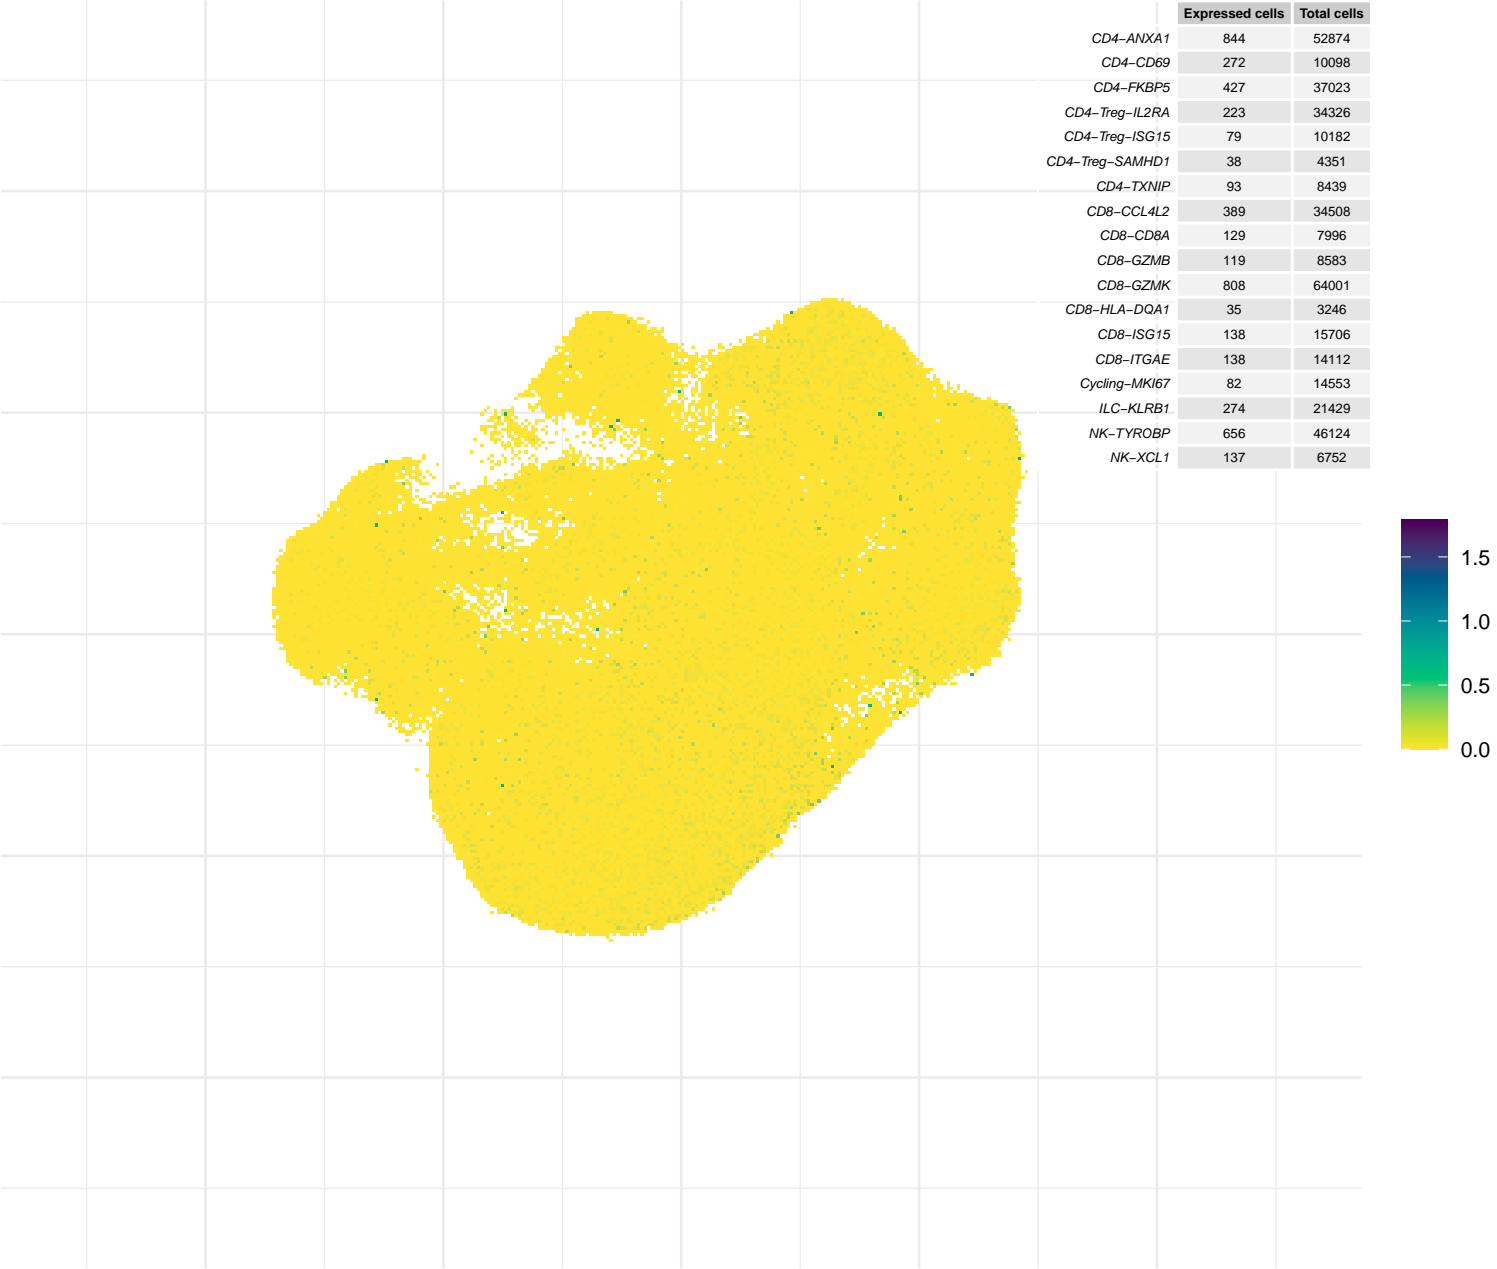 Expressed cells Total cells
CD4−ANXA1 844 52874
CD4−CD69 272 10098
CD4−FKBP5 427 37023
CD4−Treg−IL2RA 223 34326
CD4−Treg−ISG15 79 10182
CD4−Treg−SAMHD1 38 4351
CD4−TXNIP 93 8439
CD8−CCL4L2 389 34508
CD8−CD8A 129 7996
CD8−GZMB 119 8583
CD8−GZMK 808 64001
CD8−HLA−DQA1 35 3246
CD8−ISG15 138 15706
CD8−ITGAE 138 14112
Cycling−MKI67 82 14553
ILC−KLRB1 274 21429
NK−TYROBP 656 46124
NK−XCL1 137 6752
1.5
1.0
0.5
0.0